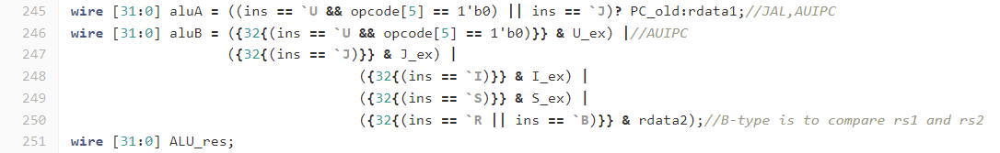 245 wire [31:0] aluA = ((ins == `U && opcode[5] == 1'b0) || ins == `J)? PC_old:rdata1;//JAL,AUIPC
246 wire [31:0] aluB = ({32{(ins == `U && opcode[5] == 1'b0)}} & U_ex) |//AUIPC
247 ({32{(ins == `J)}} & J_ex) |
248 ({32{(ins == `I)}} & I_ex) |
249 ({32{(ins == `S)}} & S_ex) |
250 ({32{(ins == `R || ins == `B)}} & rdata2);//B-type is to compare rs1 and rs2
251 wire [31:0] ALU_res;